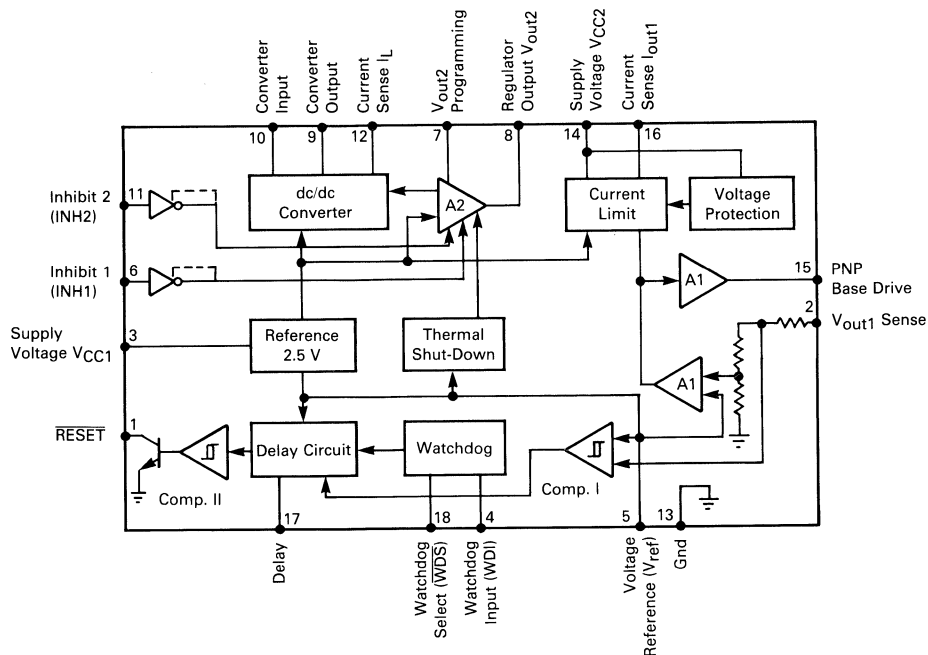 Converter
Input
Converter
Output
Current
Sense IL
Vout2
Programming
Regulator
Output Vout2
Supply
Voltage VCC2
Current
Sense Iout1
10
9
12
7
8
14
16
Inhibit 2
(INH2)
11
dc/dc
Converter
A2
Current
Limit
Voltage
Protection
Inhibit 1
(INH1)
6
A1
15
PNP
Base Drive
2
Vout1 Sense
Supply
Voltage VCC1
3
Reference
2.5 V
Thermal
Shut-Down
A1
RESET
1
Delay Circuit
Watchdog
Comp. II
Comp. I
17
18
4
5
13
Delay
Watchdog
Select (WDS)
Watchdog
Input (WDI)
Voltage
Reference (Vref)
Gnd